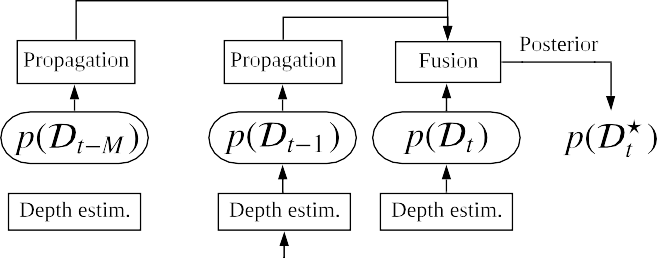 Posterior
Propagation
Propagation
Fusion
p(𝒟_{t−M})
p(𝒟_{t−1})
p(𝒟_t)
p(𝒟_t^★)
Depth estim.
Depth estim.
Depth estim.